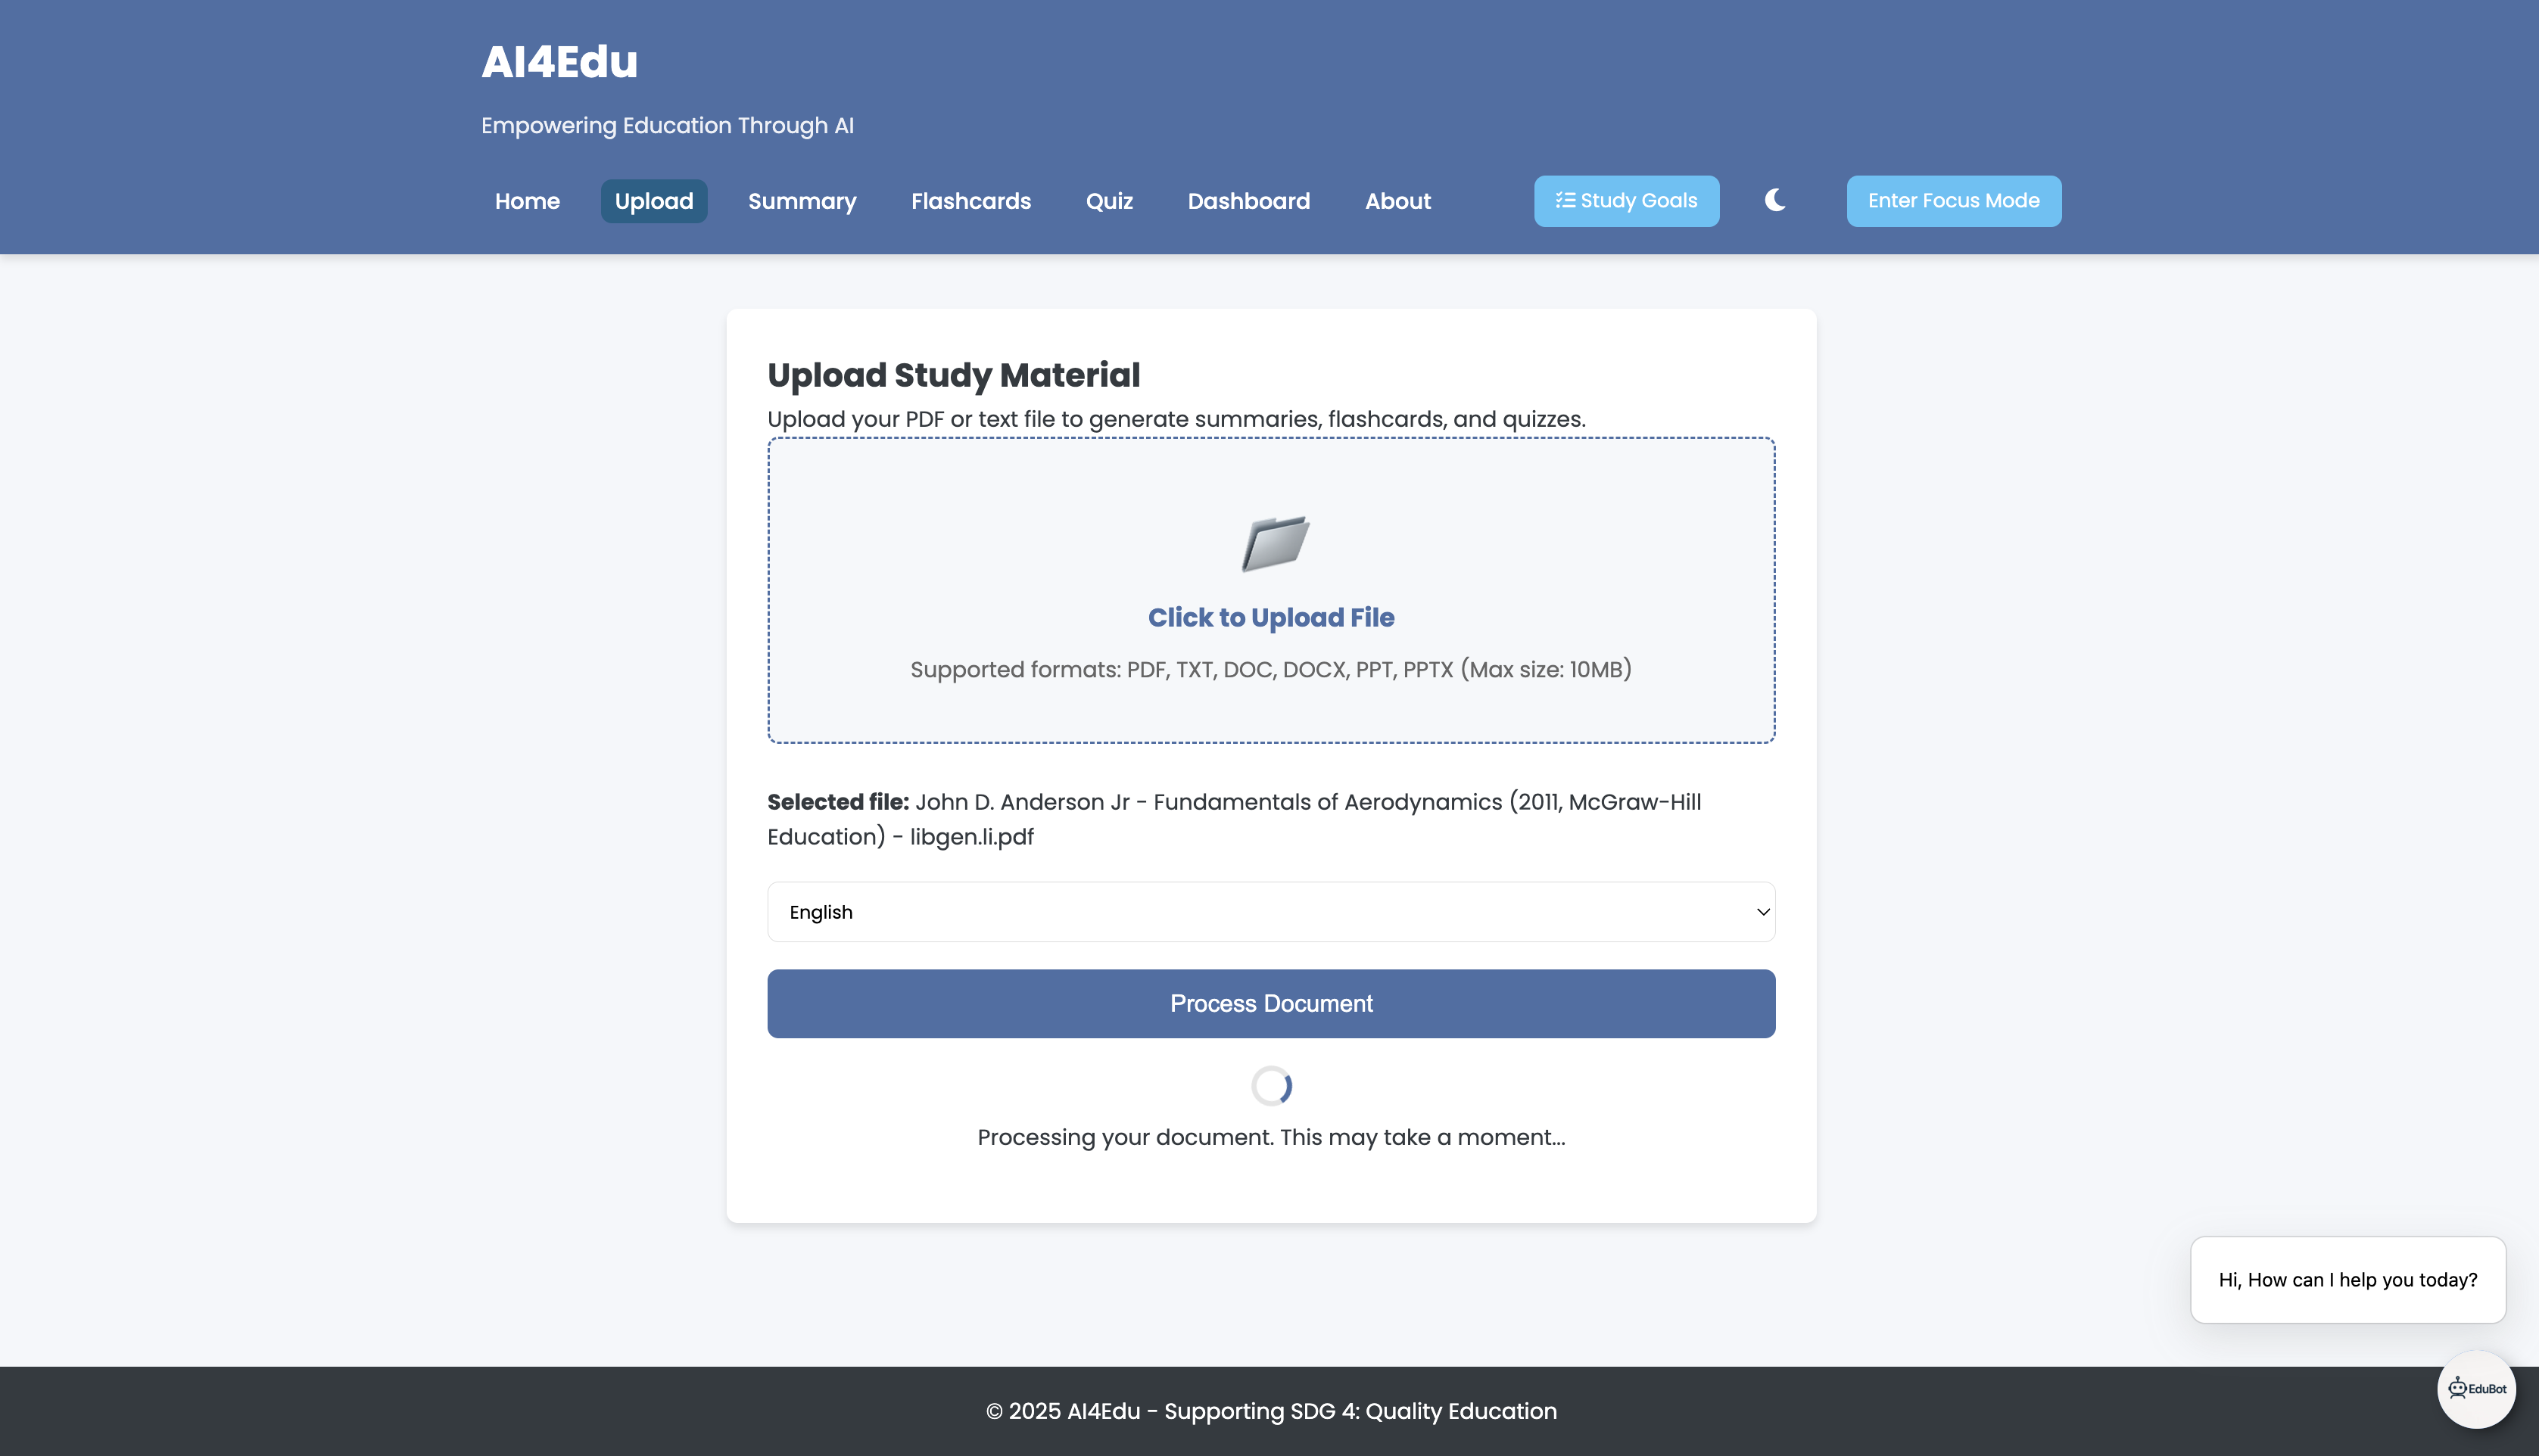 AI4Edu
Empowering Education Through AI
Home
Upload
Summary
Flashcards
Quiz
Dashboard
About
Study Goals
Enter Focus Mode
Upload Study Material
Upload your PDF or text file to generate summaries, flashcards, and quizzes.
Click to Upload File
Supported formats: PDF, TXT, DOC, DOCX, PPT, PPTX (Max size: 10MB)
Selected file: John D. Anderson Jr - Fundamentals of Aerodynamics (2011, McGraw-Hill
Education) - libgen.li.pdf
English
Process Document
Processing your document. This may take a moment...
Hi, How can I help you today?
EduBot
© 2025 AI4Edu - Supporting SDG 4: Quality Education